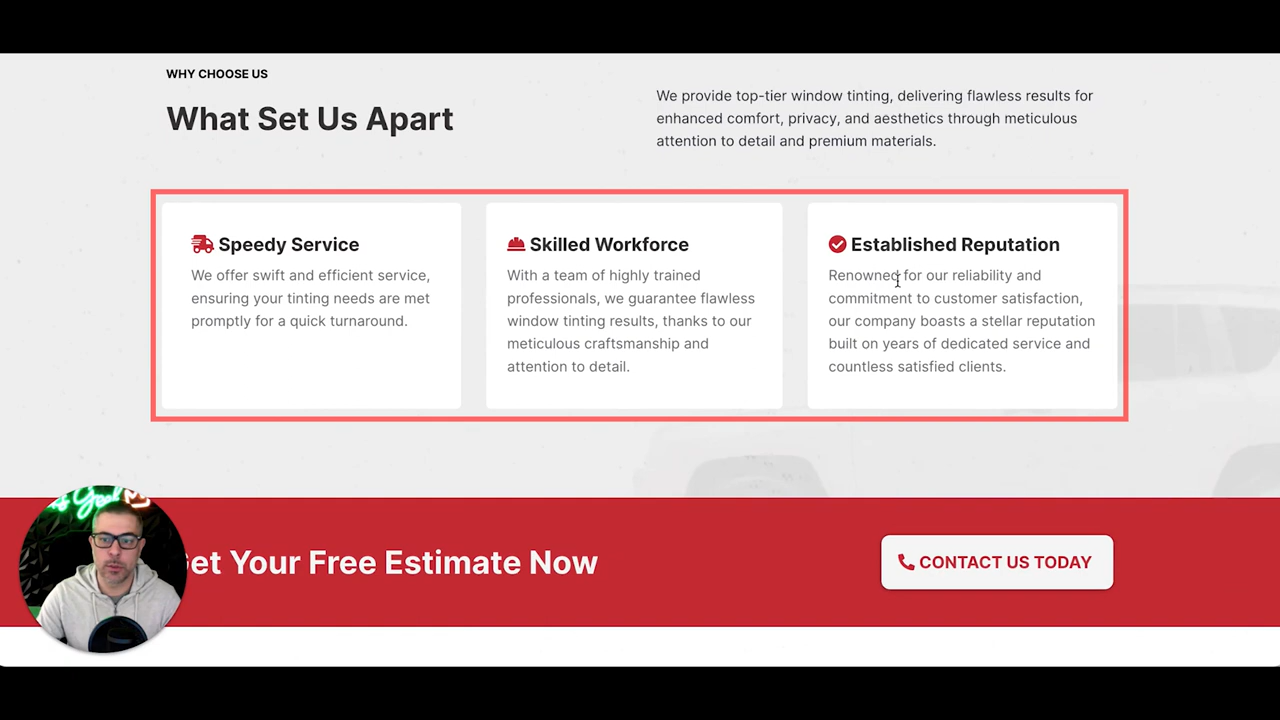 WHY CHOOSE US
What Set Us Apart
We provide top-tier window tinting, delivering flawless results for
enhanced comfort, privacy, and aesthetics through meticulous
attention to detail and premium materials.
Speedy Service
We offer swift and efficient service,
ensuring your tinting needs are met
promptly for a quick turnaround.
Skilled Workforce
With a team of highly trained
professionals, we guarantee flawless
window tinting results, thanks to our
meticulous craftsmanship and
attention to detail.
Established Reputation
Renowned for our reliability and
commitment to customer satisfaction,
our company boasts a stellar reputation
built on years of dedicated service and
countless satisfied clients.
Get Your Free Estimate Now
CONTACT US TODAY